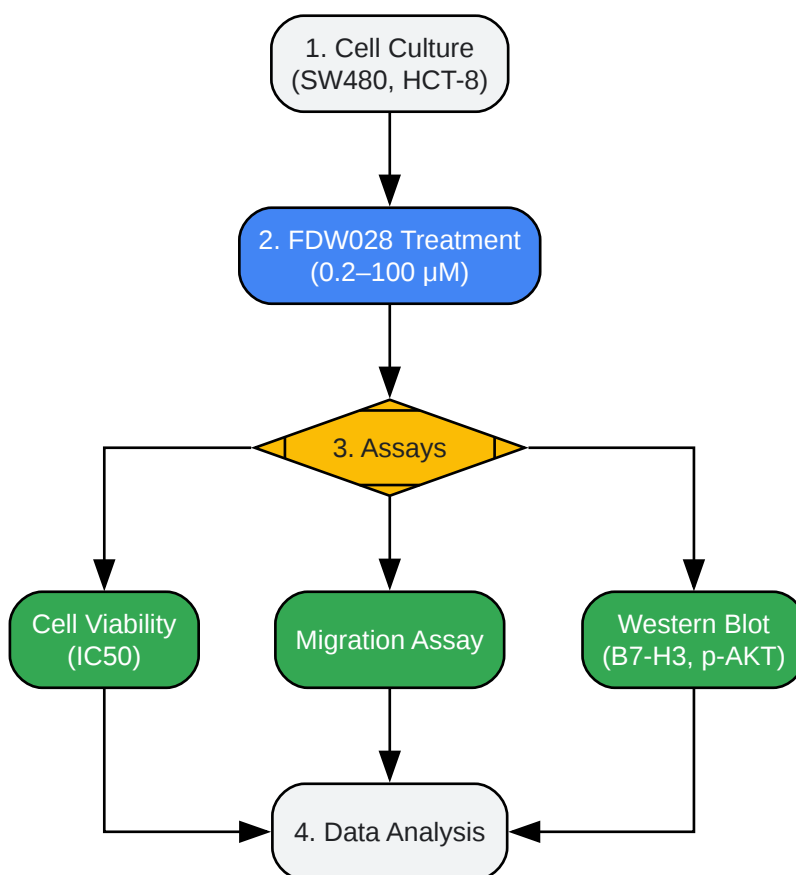 1. Cell Culture
(SW480, HCT-8)
2. FDW028 Treatment
(0.2–100 μM)
3. Assays
Cell Viability
(IC50)
Migration Assay
Western Blot
(B7-H3, p-AKT)
4. Data Analysis